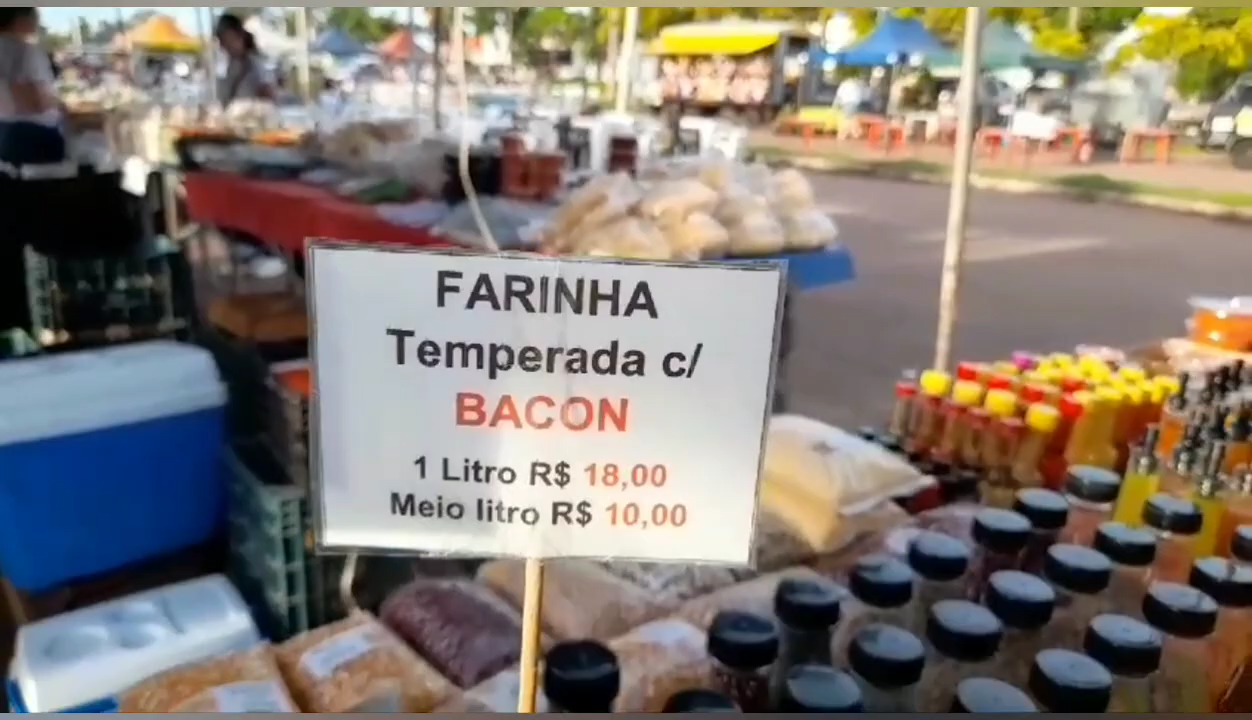 FARINHA
Temperada c/
BACON
1 Litro R$ 18,00
Meio litro R$ 10,00